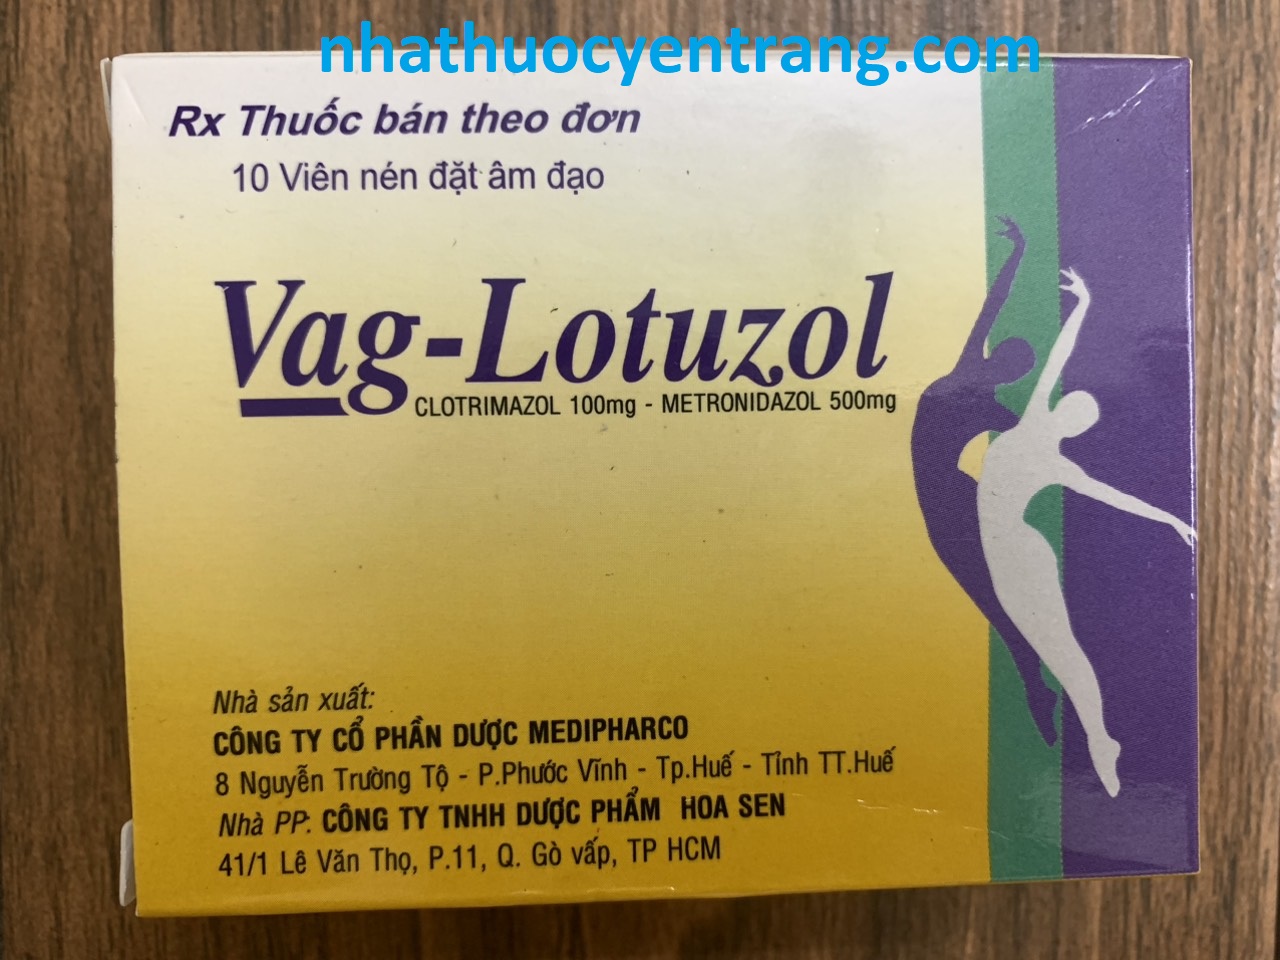 nhathuocyentrang.com
Rx Thuốc bán theo đơn
10 Viên nén đặt âm đạo
Vag-Lotuzol
CLOTRIMAZOL 100mg - METRONIDAZOL 500mg
Nhà sản xuất:
CÔNG TY CỔ PHẦN DƯỢC MEDIPHARCO
8 Nguyễn Trường Tộ - P.Phước Vĩnh - Tp.Huế - Tỉnh TT.Huế
Nhà PP: CÔNG TY TNHH DƯỢC PHẨM HOA SEN
41/1 Lê Văn Thọ, P.11, Q. Gò vấp, TP HCM